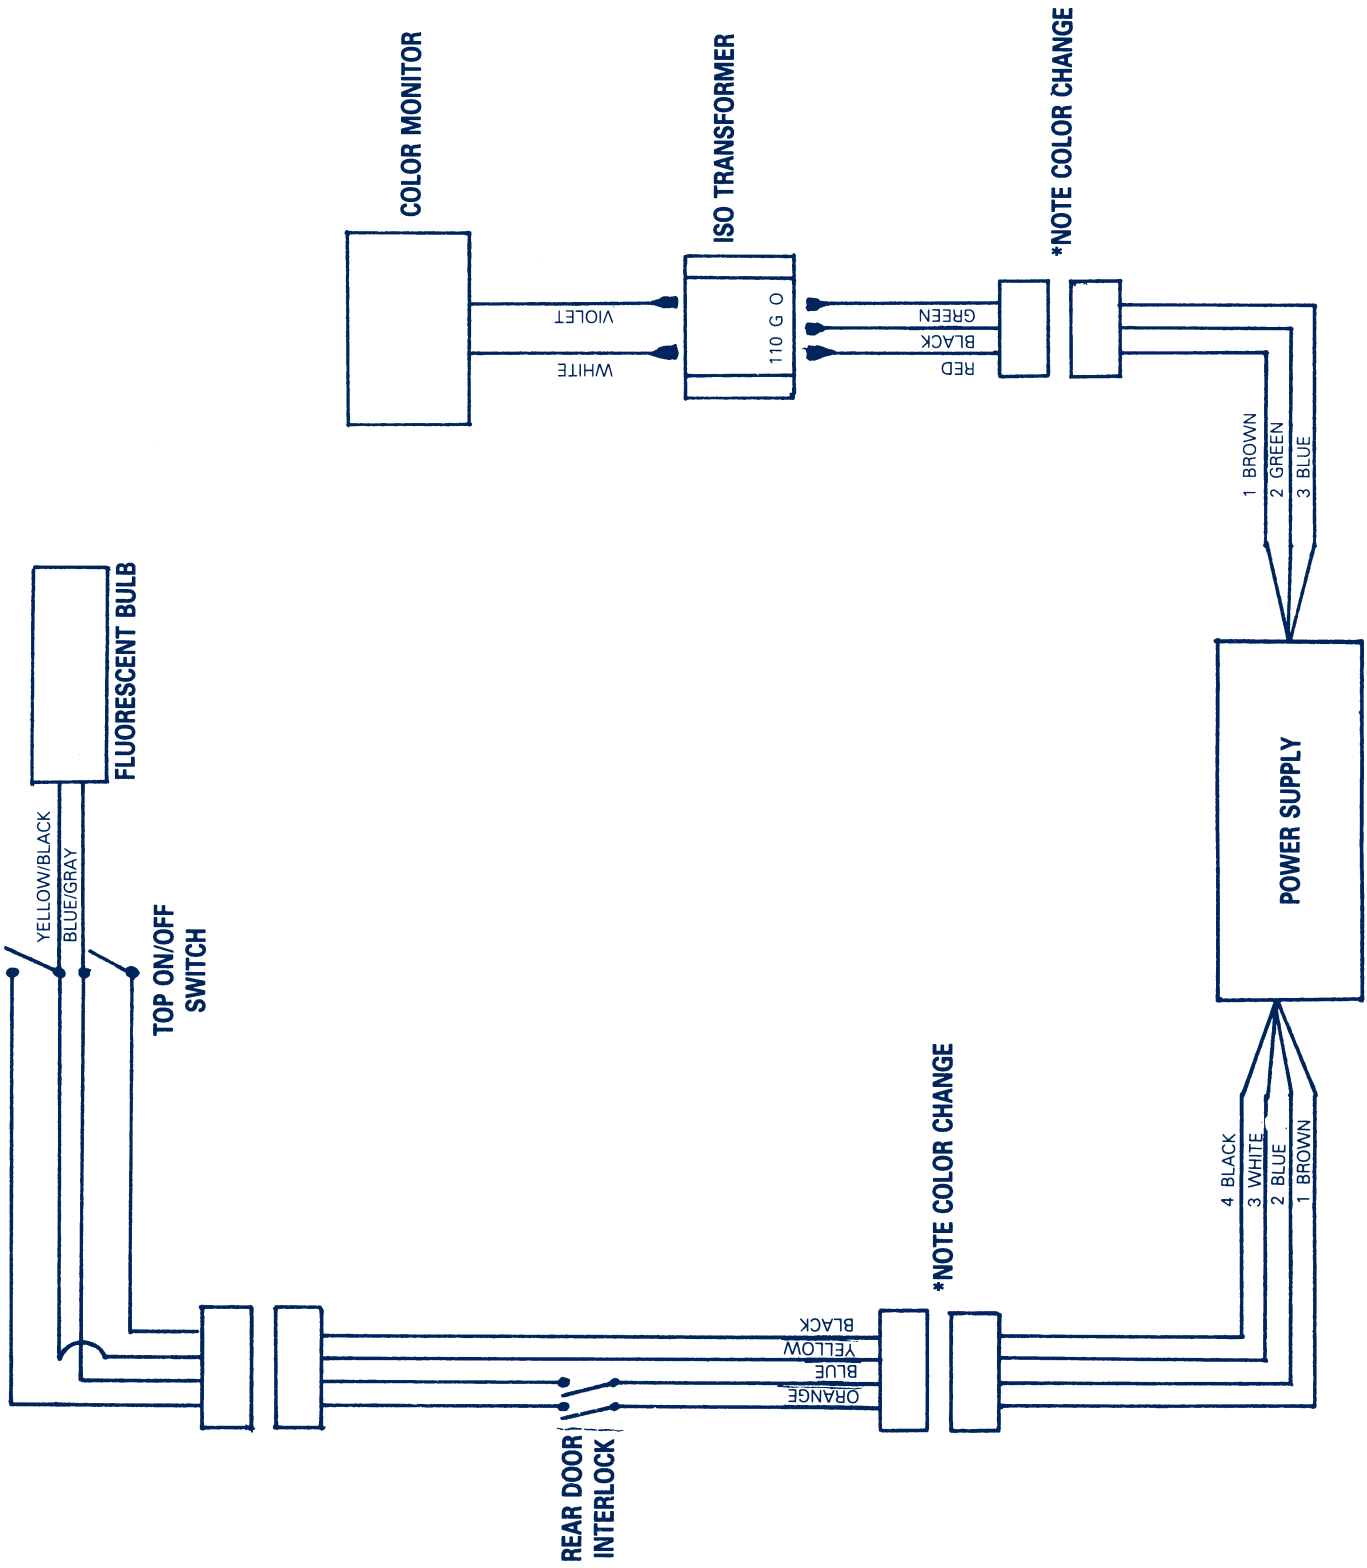 COLOR MONITOR
ISO TRANSFORMER
*NOTE COLOR CHANGE
VIOLET
WHITE
110 G O
GREEN
BLACK
RED
1 BROWN
2 GREEN
3 BLUE
FLUORESCENT BULB
YELLOW/BLACK
BLUE/GRAY
TOP ON/OFF
SWITCH
POWER SUPPLY
*NOTE COLOR CHANGE
4 BLACK
3 WHITE
2 BLUE
1 BROWN
BLACK
YELLOW
BLUE
ORANGE
REAR DOOR
INTERLOCK